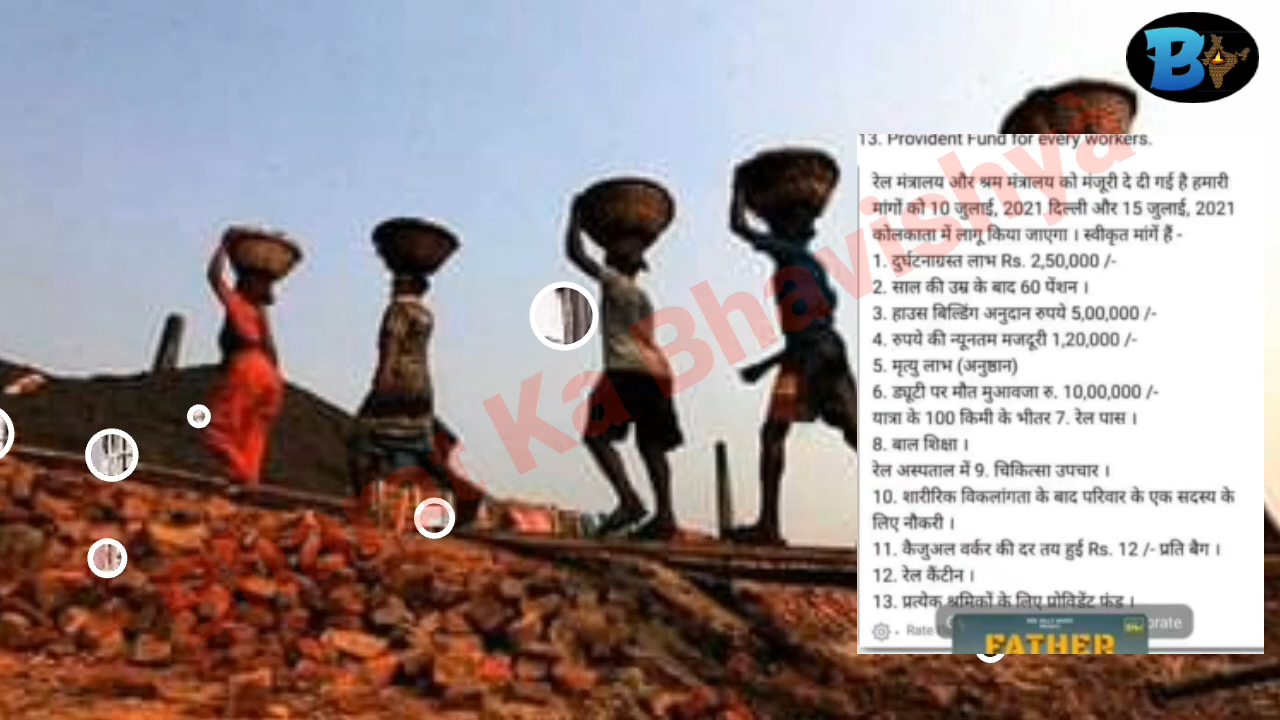 B
Ka Bhavishya
13. Provident Fund for every workers.
रेल मंत्रालय और श्रम मंत्रालय को मंजूरी दे दी गई है हमारी
मांगों को 10 जुलाई, 2021 दिल्ली और 15 जुलाई, 2021
कोलकाता में लागू किया जाएगा । स्वीकृत मांगें हैं -
1. दुर्घटनाग्रस्त लाभ Rs. 2,50,000 /-
2. साल की उम्र के बाद 60 पेंशन ।
3. हाउस बिल्डिंग अनुदान रुपये 5,00,000 /-
4. रुपये की न्यूनतम मजदूरी 1,20,000 /-
5. मृत्यु लाभ (अनुष्ठान)
6. ड्यूटी पर मौत मुआवजा रु. 10,00,000 /-
यात्रा के 100 किमी के भीतर 7. रेल पास ।
8. बाल शिक्षा ।
रेल अस्पताल में 9. चिकित्सा उपचार ।
10. शारीरिक विकलांगता के बाद परिवार के एक सदस्य के
लिए नौकरी ।
11. कैजुअल वर्कर की दर तय हुई Rs. 12 /- प्रति बैग ।
12. रेल कैंटीन ।
13. प्रत्येक श्रमिकों के लिए प्रोविडेंट फंड ।
Rate
FATHER